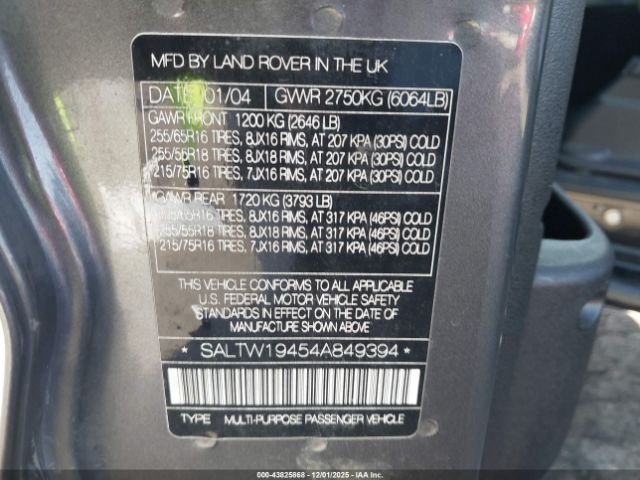 MFD BY LAND ROVER IN THE UK
DATE 01/04 GWWR 2750KG (6064LB)
GAWR FRONT 1200 KG (2646 LB)
255/65R16 TIRES, 8JX16 RIMS, AT 207 KPA (30PSI) COLD
255/55R18 TIRES, 8JX18 RIMS, AT 207 KPA (30PSI) COLD
215/75R16 TIRES, 7JX16 RIMS, AT 207 KPA (30PSI) COLD
GAWR REAR 1720 KG (3793 LB)
TIRES, 8JX16 RIMS, AT 317 KPA (46PSI) COLD
255/55R18 TIRES, 8JX18 RIMS, AT 317 KPA (46PSI) COLD
215/75R16 TIRES, 7JX16 RIMS, AT 317 KPA (46PSI) COLD
THIS VEHICLE CONFORMS TO ALL APPLICABLE
U.S. FEDERAL MOTOR VEHICLE SAFETY
STANDARDS IN EFFECT ON THE DATE OF
MANUFACTURE SHOWN ABOVE
* SALTW19454A849394 *
TYPE MULTI-PURPOSE PASSENGER VEHICLE
000-43825868 - 12/01/2025 - IAAI.COM